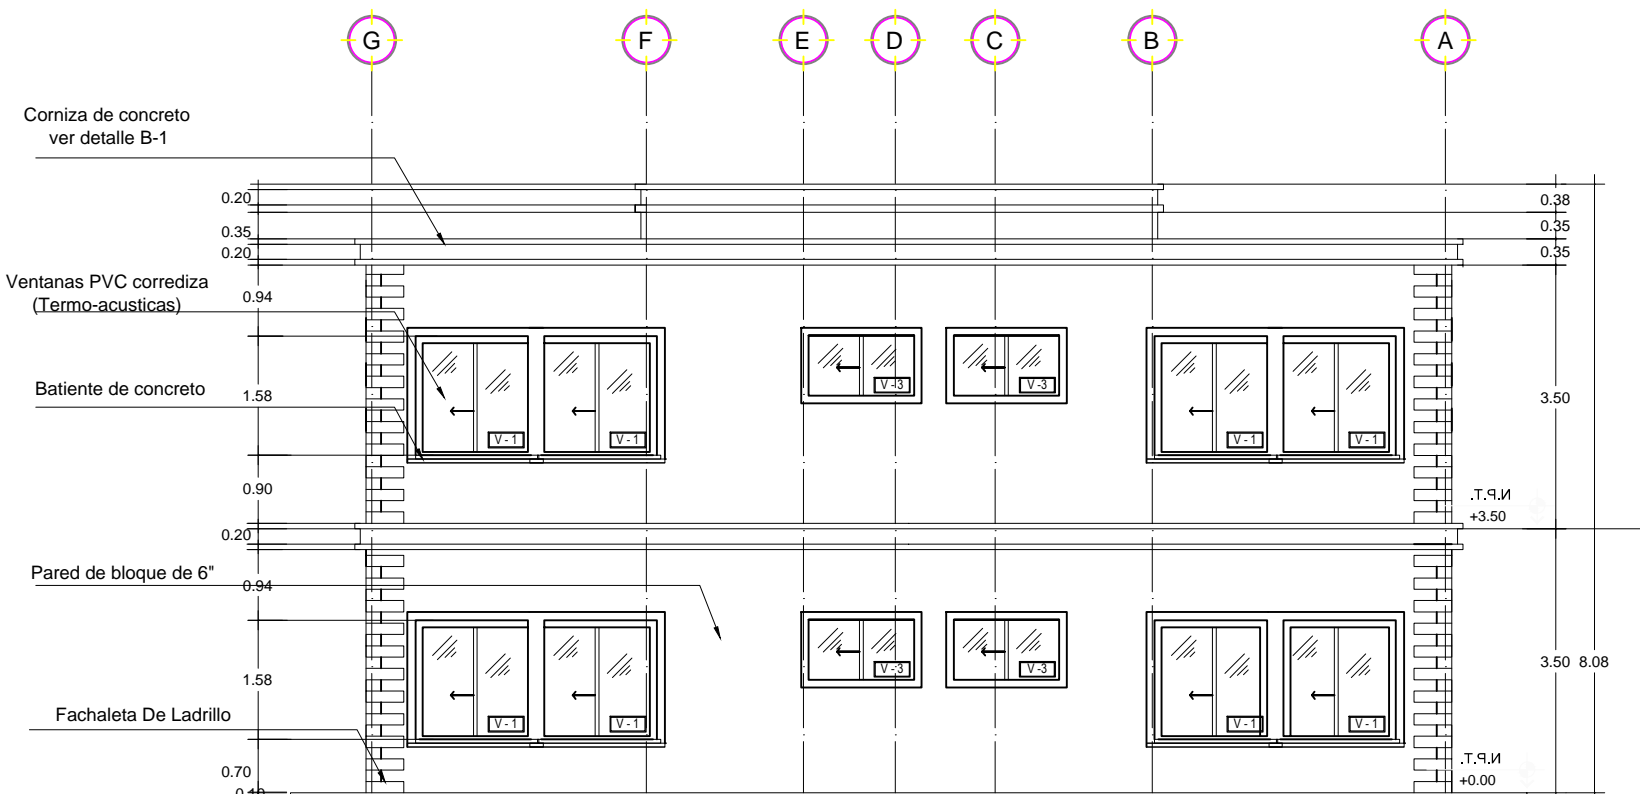 G F E D C B A
Corniza de concreto
ver detalle B-1
0.20
0.38
0.35
0.35
0.20
0.35
Ventanas PVC corrediza
(Termo-acusticas)
0.94
V - 3
V - 3
Batiente de concreto
1.58
3.50
V - 1
V - 1
V - 1
V - 1
0.90
N.P.T.
+3.50
0.20
Pared de bloque de 6"
0.94
V - 3
V - 3
3.50
8.08
1.58
Fachaleta De Ladrillo
V - 1
V - 1
V - 1
V - 1
N.P.T.
0.70
+0.00